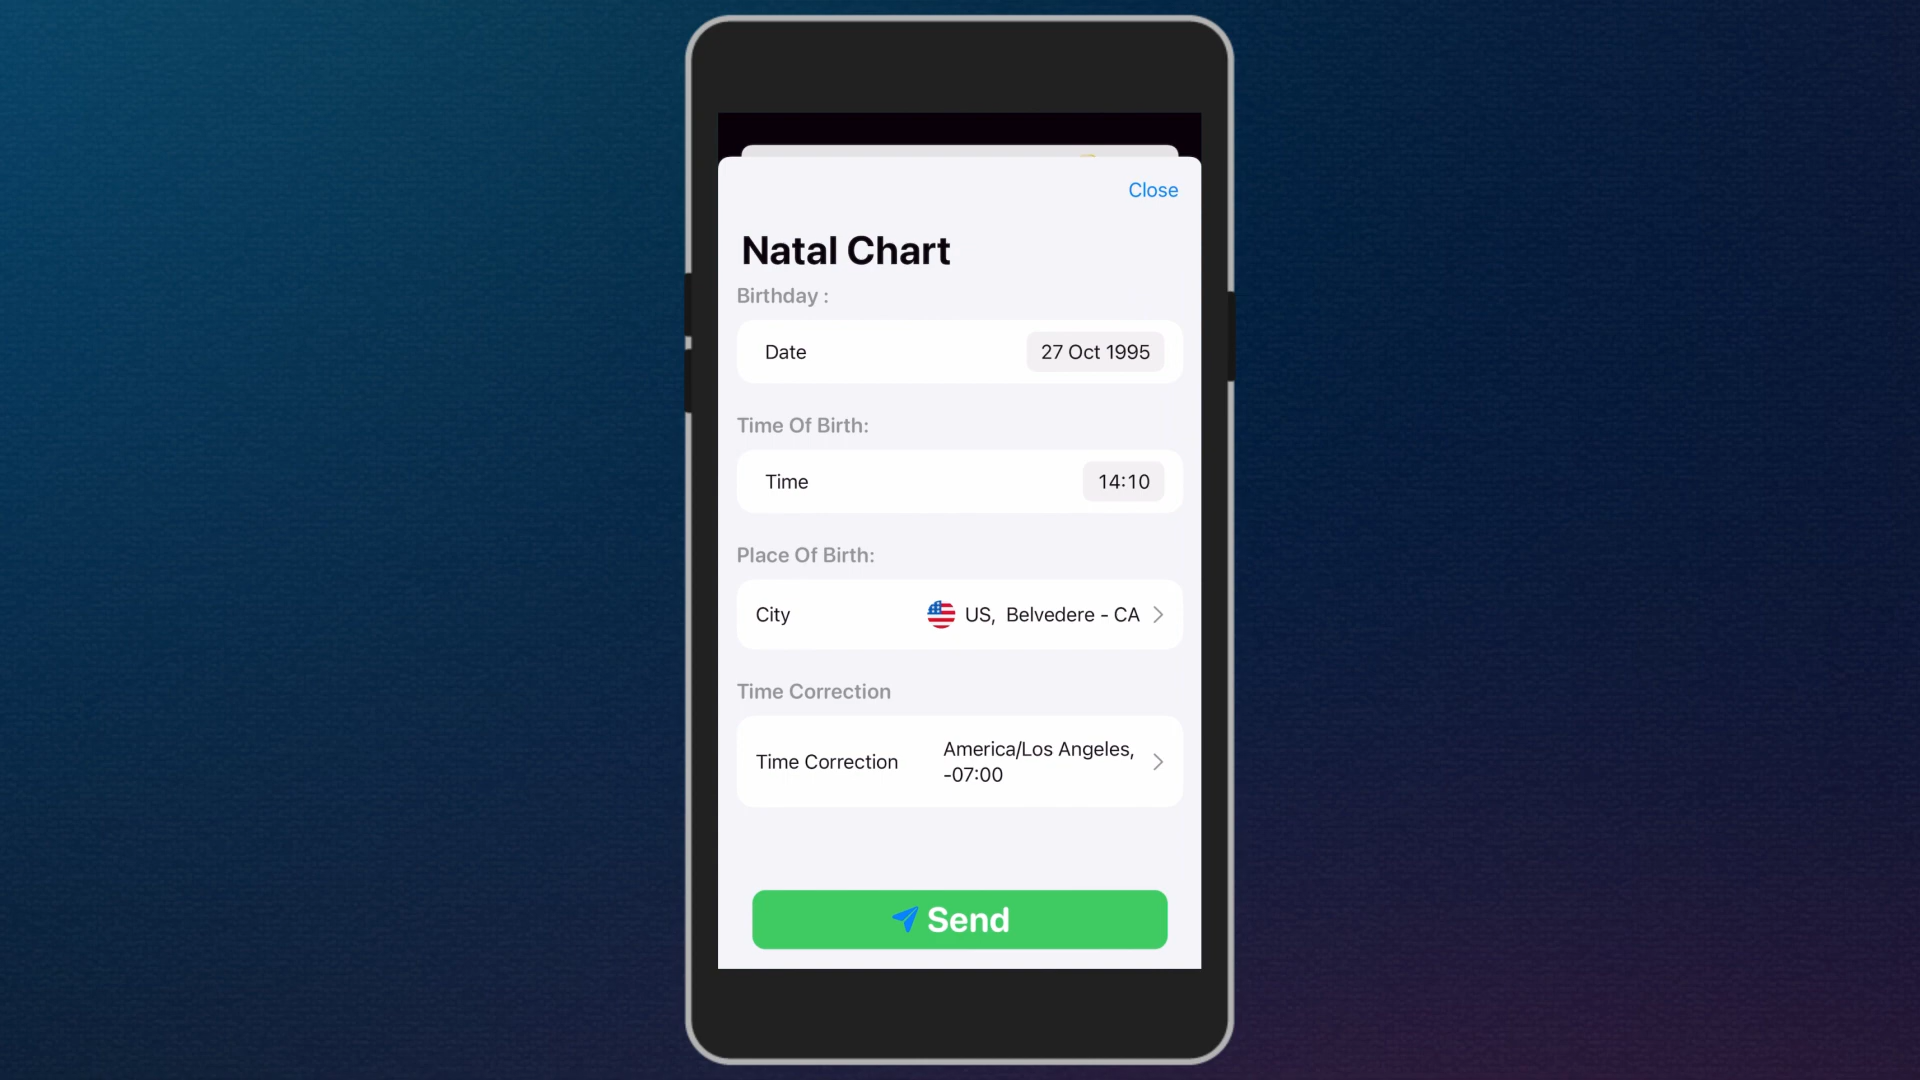 Close
Natal Chart
Birthday :
Date 27 Oct 1995
Time Of Birth:
Time 14:10
Place Of Birth:
City US, Belvedere - CA
Time Correction
Time Correction America/Los Angeles,
-07:00
Send